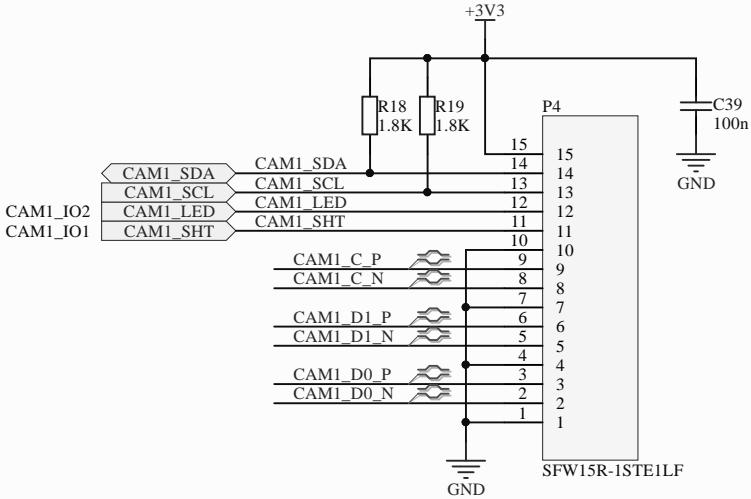 +3V3
R18
1.8K
R19
1.8K
P4
C39
100n
GND
CAM1_SDA CAM1_SDA 14 14
15 15
CAM1_SCL CAM1_SCL 13 13
CAM1_IO2 CAM1_LED CAM1_LED 12 12
CAM1_IO1 CAM1_SHT CAM1_SHT 11 11
10 10
CAM1_C_P 9 9
CAM1_C_N 8 8
7 7
CAM1_D1_P 6 6
CAM1_D1_N 5 5
4 4
CAM1_D0_P 3 3
CAM1_D0_N 2 2
1 1
SFW15R-1STE1LF
GND